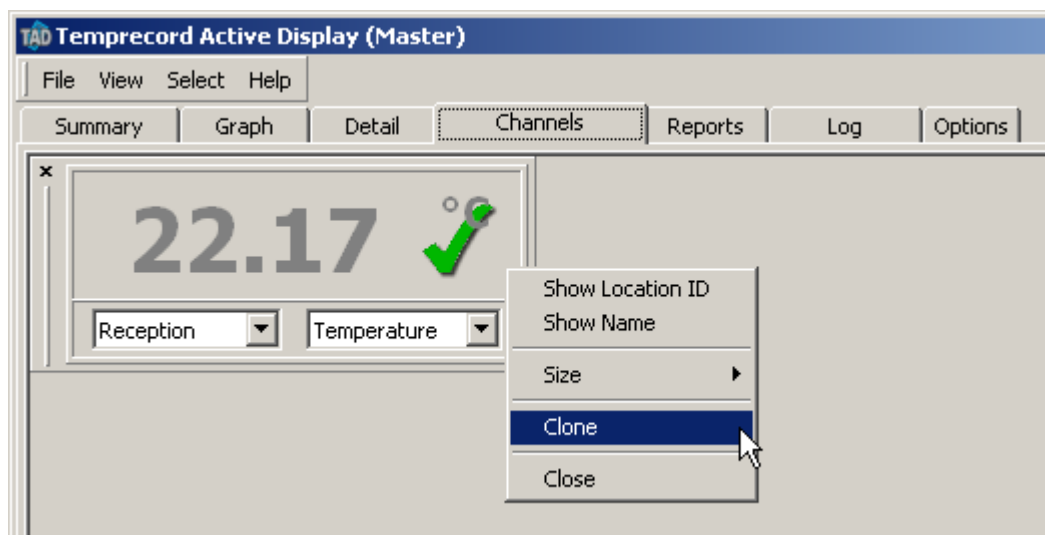 TAD Temprecord Active Display (Master)
File View Select Help
Summary Graph Detail Channels Reports Log Options
x
22.17 °C
Reception Temperature
Show Location ID
Show Name
Size
Clone
Close